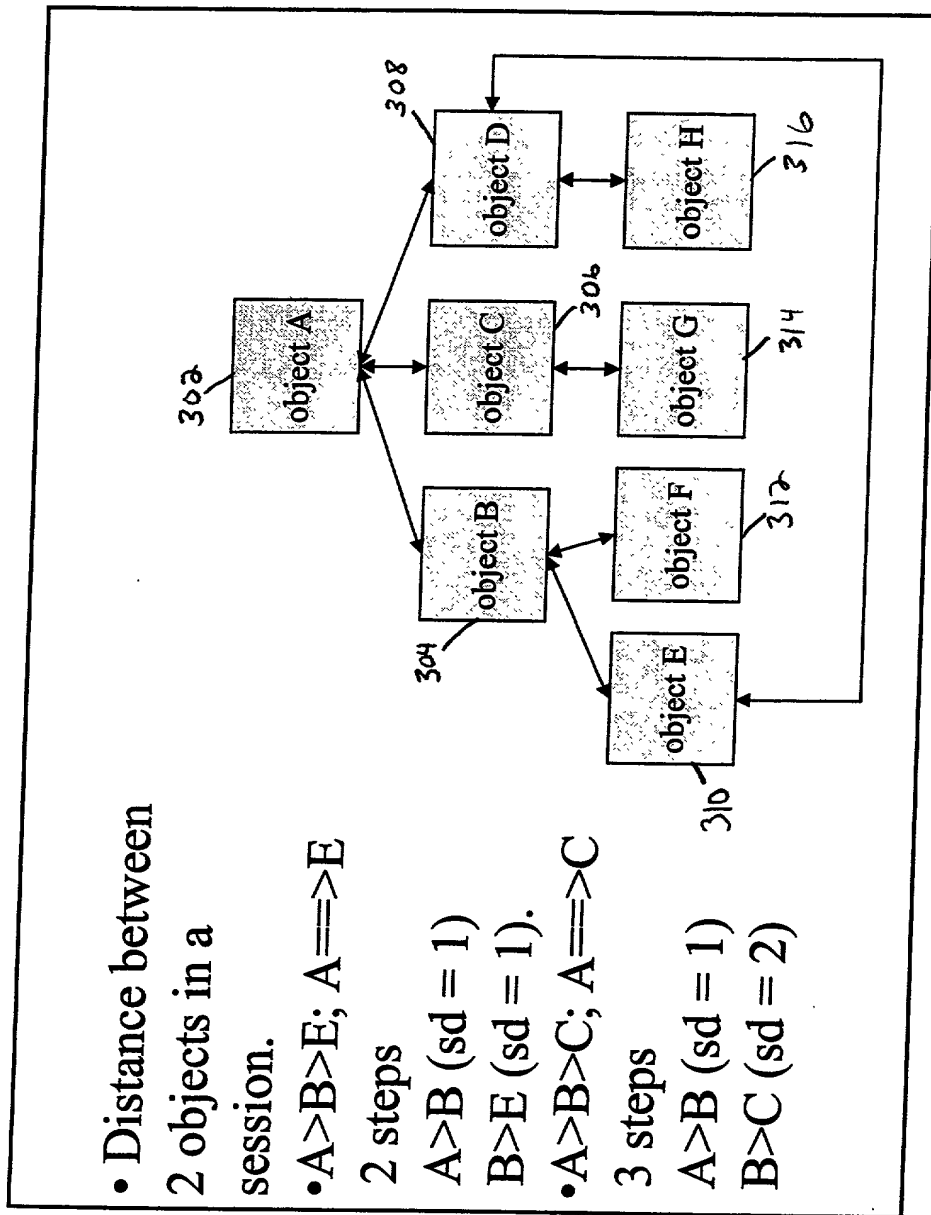 • Distance between
2 objects in a
session.
•A>B>E; A==>E
2 steps
A>B (sd = 1)
B>E (sd = 1).
•A>B>C; A==>C
3 steps
A>B (sd = 1)
B>C (sd = 2)
302
object A
304
object B
object C
306
308
object D
310
object E
object F
312
object G
314
object H
316